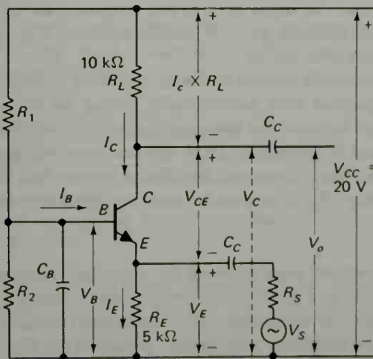 +
+
10 kΩ
R_L
I_c × R_L
R_1
I_C
−
C_C
+
V_CC =
20 V
I_B
C
B
V_CE
V_C
E
−
C_C
V_o
+
C_B
R_2
V_B
I_E
R_E
5 kΩ
V_E
R_S
V_S
−
−